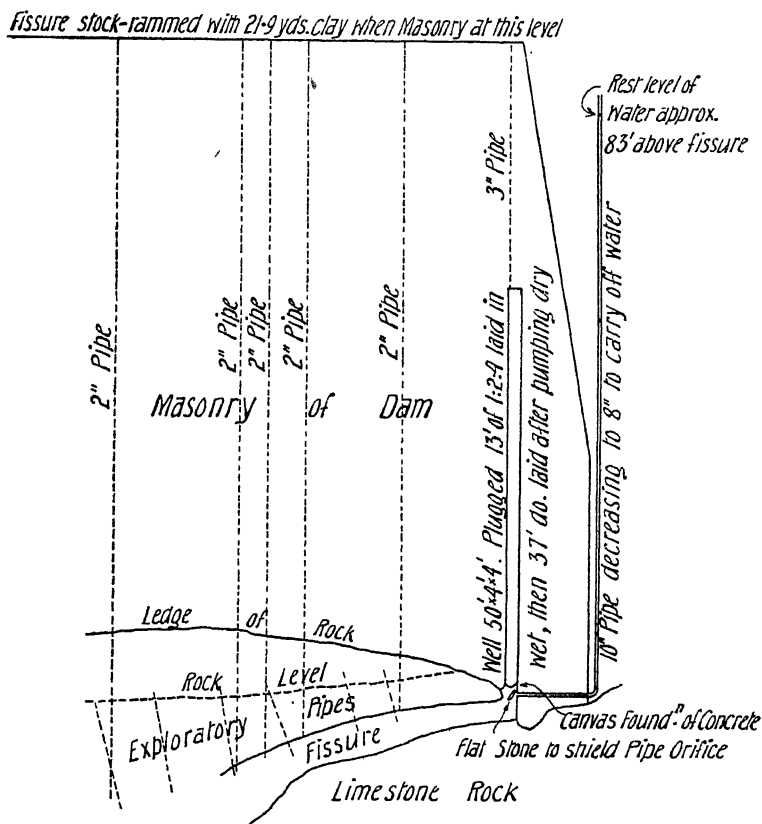 Fissure stock-rammed with 21·9 yds. clay when Masonry at this level
Rest level of
Water approx.
83' above fissure
3" Pipe
2" Pipe
2" Pipe
2" Pipe
2" Pipe
2" Pipe
Masonry of Dam
Well 50'×4'×4'. Plugged 13' of 1:2:4 laid in
wet, then 37' do. laid after pumping dry
10" Pipe decreasing to 8" to carry off water
Ledge of Rock
Rock Level
Exploratory Pipes
Fissure
Canvas Foundⁿ. of Concrete
Flat Stone to shield Pipe Orifice
Limestone Rock